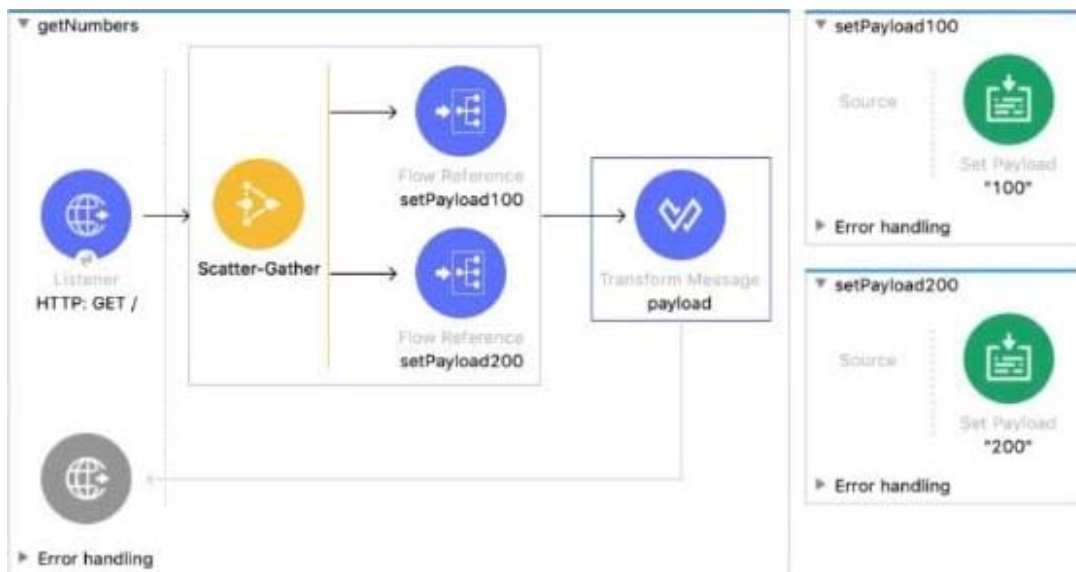 getNumbers
Listener
HTTP: GET /
Scatter-Gather
Flow Reference
setPayload100
Flow Reference
setPayload200
Transform Message
payload
Error handling
setPayload100
Source
Set Payload
"100"
Error handling
setPayload200
Source
Set Payload
"200"
Error handling